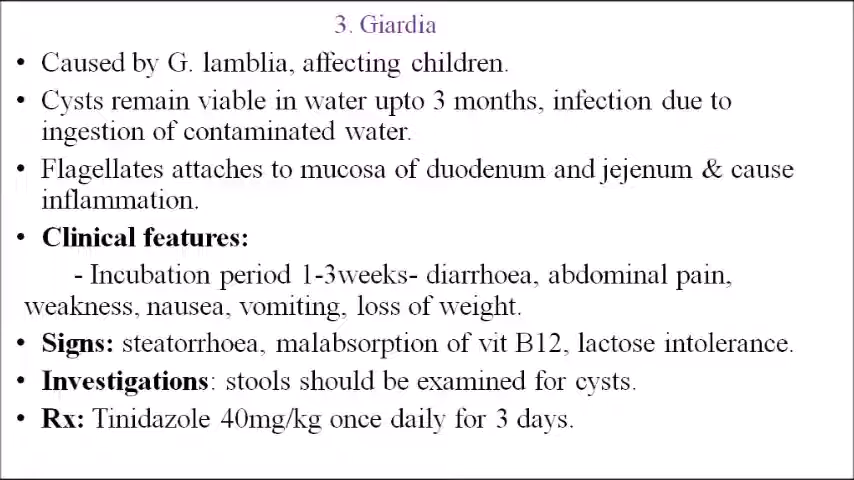 3. Giardia
• Caused by G. lamblia, affecting children.
• Cysts remain viable in water upto 3 months, infection due to
ingestion of contaminated water.
• Flagellates attaches to mucosa of duodenum and jejenum & cause
inflammation.
• Clinical features:
- Incubation period 1-3weeks- diarrhoea, abdominal pain,
weakness, nausea, vomiting, loss of weight.
• Signs: steatorrhoea, malabsorption of vit B12, lactose intolerance.
• Investigations: stools should be examined for cysts.
• Rx: Tinidazole 40mg/kg once daily for 3 days.